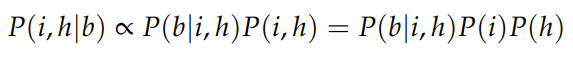 P(i, h|b) ∝ P(b|i, h)P(i, h) = P(b|i, h)P(i)P(h)